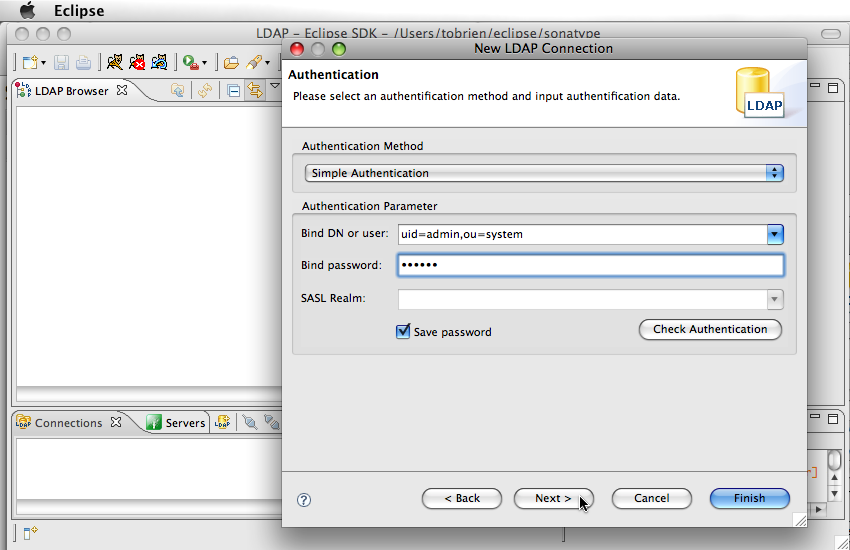 Eclipse
LDAP - Eclipse SDK - /Users/tobrien/eclipse/sonatype
New LDAP Connection
Authentication
Please select an authentification method and input authentification data.
LDAP
LDAP Browser
Authentication Method
Simple Authentication
Authentication Parameter
Bind DN or user:
uid=admin,ou=system
Bind password:
••••••
SASL Realm:
Save password
Check Authentication
Connections
Servers
< Back
Next >
Cancel
Finish